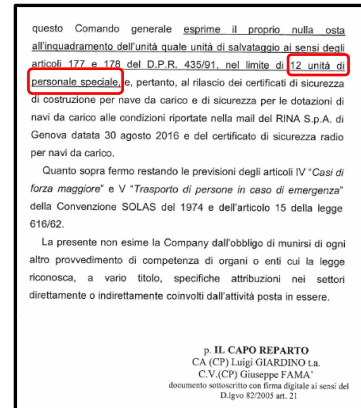 questo Comando generale esprime il proprio nulla osta
all'inquadramento dell'unità quale unità di salvataggio ai sensi degli
articoli 177 e 178 del D.P.R. 435/91, nel limite di 12 unità di
personale speciale, e, pertanto, al rilascio dei certificati di sicurezza
di costruzione per nave da carico e di sicurezza per le dotazioni di
navi da carico alle condizioni riportate nella mail del RINA S.p.A. di
Genova datata 30 agosto 2016 e del certificato di sicurezza radio
per navi da carico.
Quanto sopra fermo restando le previsioni degli articoli IV "Casi di
forza maggiore" e V "Trasporto di persone in caso di emergenza"
della Convenzione SOLAS del 1974 e dell'articolo 15 della legge
616/62.
La presente non esime la Company dall'obbligo di munirsi di ogni
altro provvedimento di competenza di organi o enti cui la legge
riconosca, a vario titolo, specifiche attribuzioni nei settori
direttamente o indirettamente coinvolti dall'attività posta in essere.
p. IL CAPO REPARTO
CA (CP) Luigi GIARDINO t.a.
C.V.(CP) Giuseppe FAMA'
documento sottoscritto con firma digitale ai sensi del
D.lgvo 82/2005 art. 21